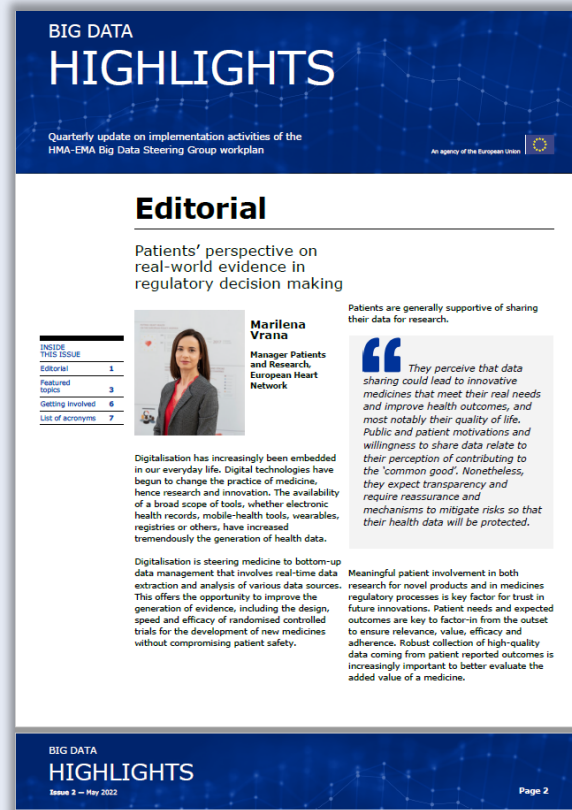 BIG DATA
HIGHLIGHTS
Quarterly update on implementation activities of the
HMA-EMA Big Data Steering Group workplan
An agency of the European Union
Editorial
Patients' perspective on
real-world evidence in
regulatory decision making
INSIDE
THIS ISSUE
Editorial 1
Featured
topics 3
Getting involved 6
List of acronyms 7
Marilena
Vrana
Manager Patients
and Research,
European Heart
Network
Digitalisation has increasingly been embedded
in our everyday life. Digital technologies have
begun to change the practice of medicine,
hence research and innovation. The availability
of a broad scope of tools, whether electronic
health records, mobile-health tools, wearables,
registries or others, have increased
tremendously the generation of health data.
Digitalisation is steering medicine to bottom-up
data management that involves real-time data
extraction and analysis of various data sources.
This offers the opportunity to improve the
generation of evidence, including the design,
speed and efficacy of randomised controlled
trials for the development of new medicines
without compromising patient safety.
Patients are generally supportive of sharing
their data for research.
“ They perceive that data
sharing could lead to innovative
medicines that meet their real needs
and improve health outcomes, and
most notably their quality of life.
Public and patient motivations and
willingness to share data relate to
their perception of contributing to
the 'common good'. Nonetheless,
they expect transparency and
require reassurance and
mechanisms to mitigate risks so that
their health data will be protected.
Meaningful patient involvement in both
research for novel products and in medicines
regulatory processes is key factor for trust in
future innovations. Patient needs and expected
outcomes are key to factor-in from the outset
to ensure relevance, value, efficacy and
adherence. Robust collection of high-quality
data coming from patient reported outcomes is
increasingly important to better evaluate the
added value of a medicine.
BIG DATA
HIGHLIGHTS
Issue 2 — May 2022
Page 2